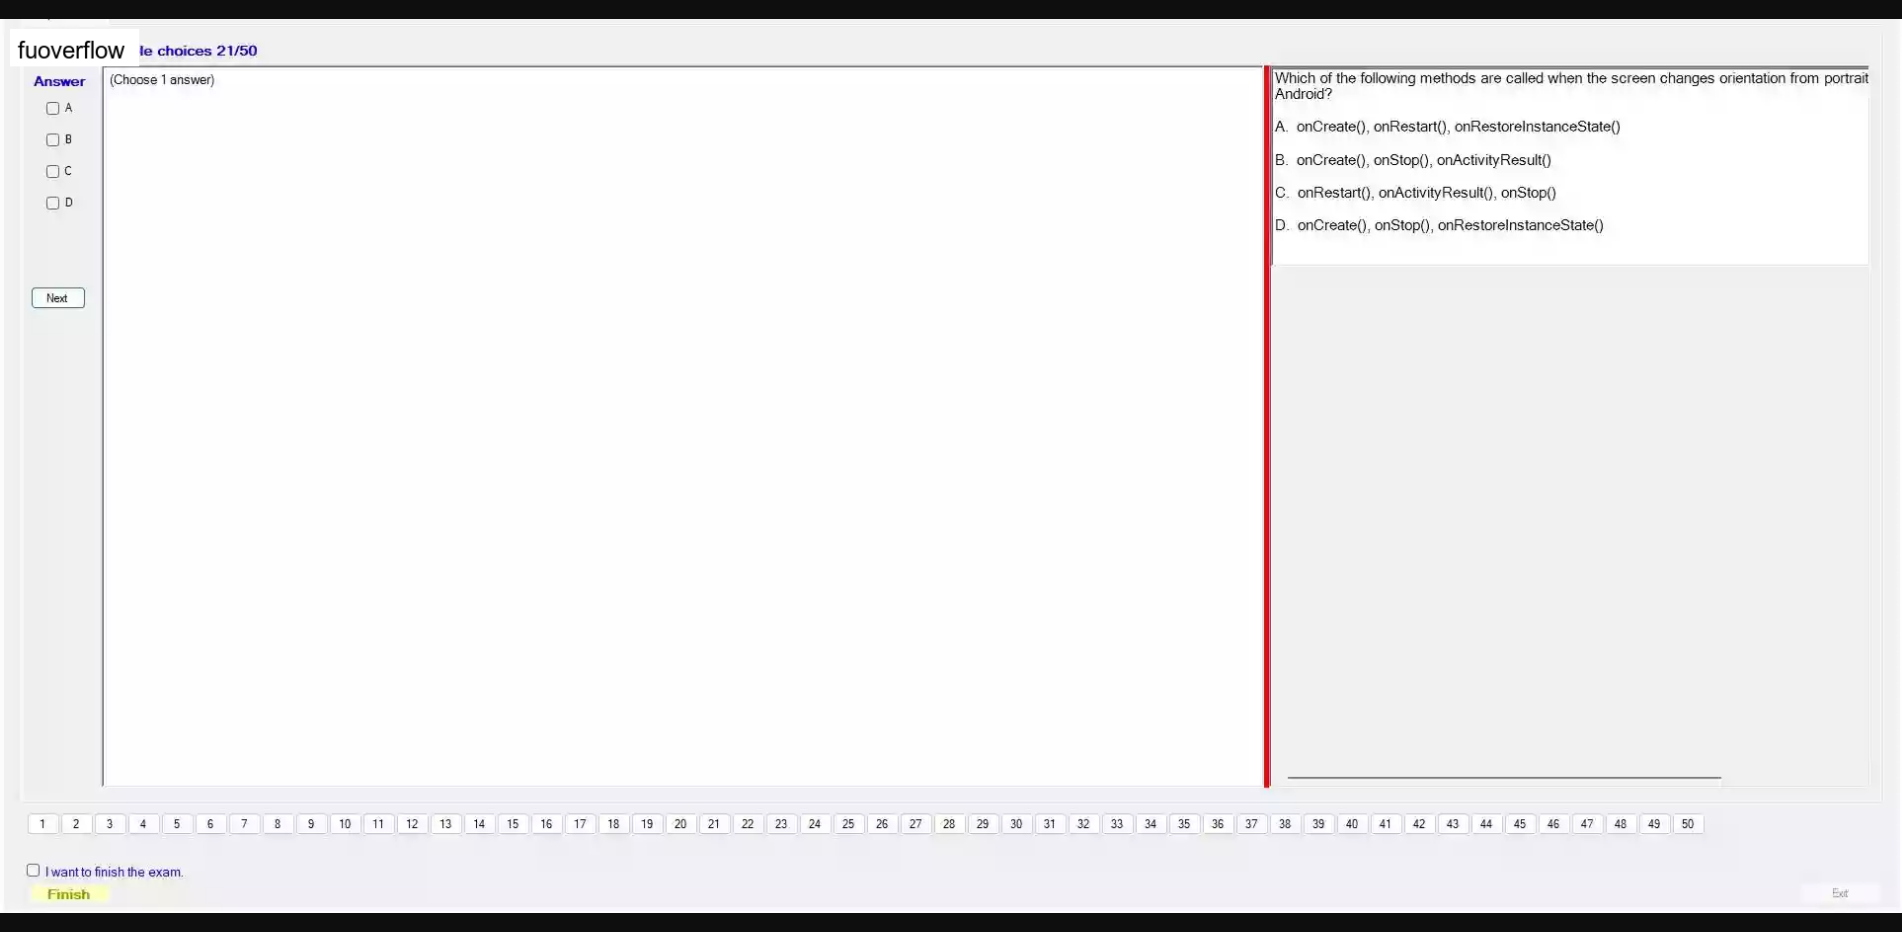 fuoverflow
le choices 21/50
Answer
(Choose 1 answer)
A
B
C
D
Next
Which of the following methods are called when the screen changes orientation from portrait
Android?
A. onCreate(), onRestart(), onRestoreInstanceState()
B. onCreate(), onStop(), onActivityResult()
C. onRestart(), onActivityResult(), onStop()
D. onCreate(), onStop(), onRestoreInstanceState()
1 2 3 4 5 6 7 8 9 10 11 12 13 14 15 16 17 18 19 20 21 22 23 24 25 26 27 28 29 30 31 32 33 34 35 36 37 38 39 40 41 42 43 44 45 46 47 48 49 50
I want to finish the exam.
Finish
Exit